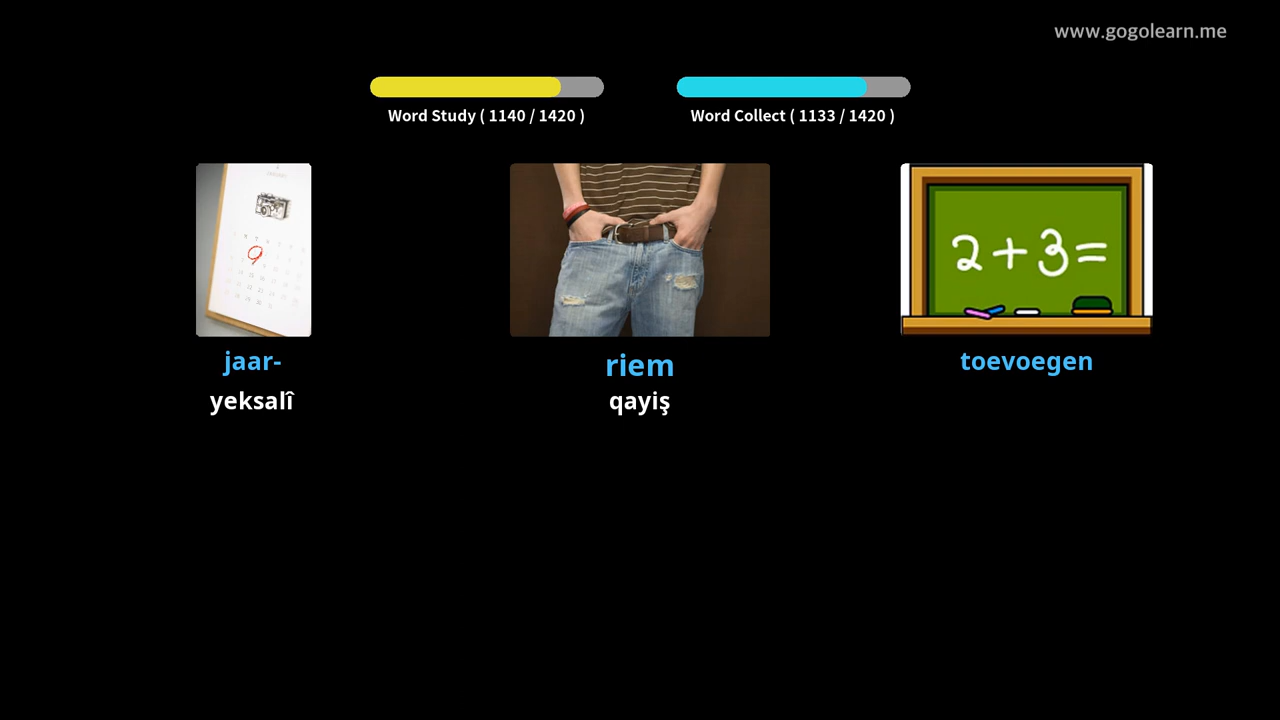 www.gogolearn.me
Word Study ( 1140 / 1420 )
Word Collect ( 1133 / 1420 )
2+3=
jaar-
riem
toevoegen
yeksalî
qayiş